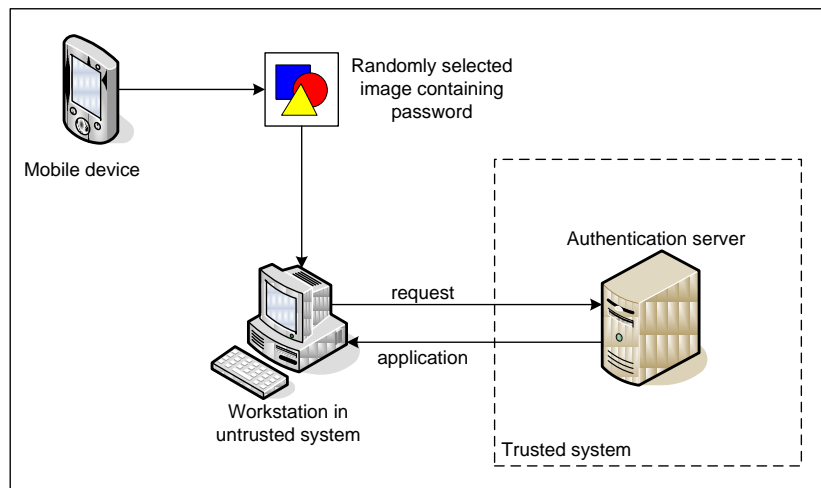 Randomly selected
image containing
password
Mobile device
Authentication server
request
application
Workstation in
untrusted system
Trusted system